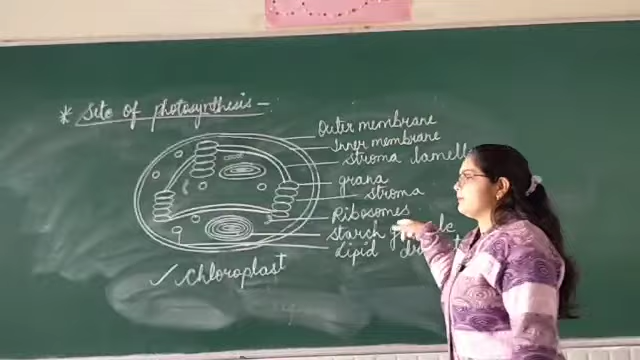 * Site of photosynthesis -:
Outer membrane
Inner membrane
stroma lamell
grana
stroma
Ribosomes
starch
Lipid
✓ Chloroplast